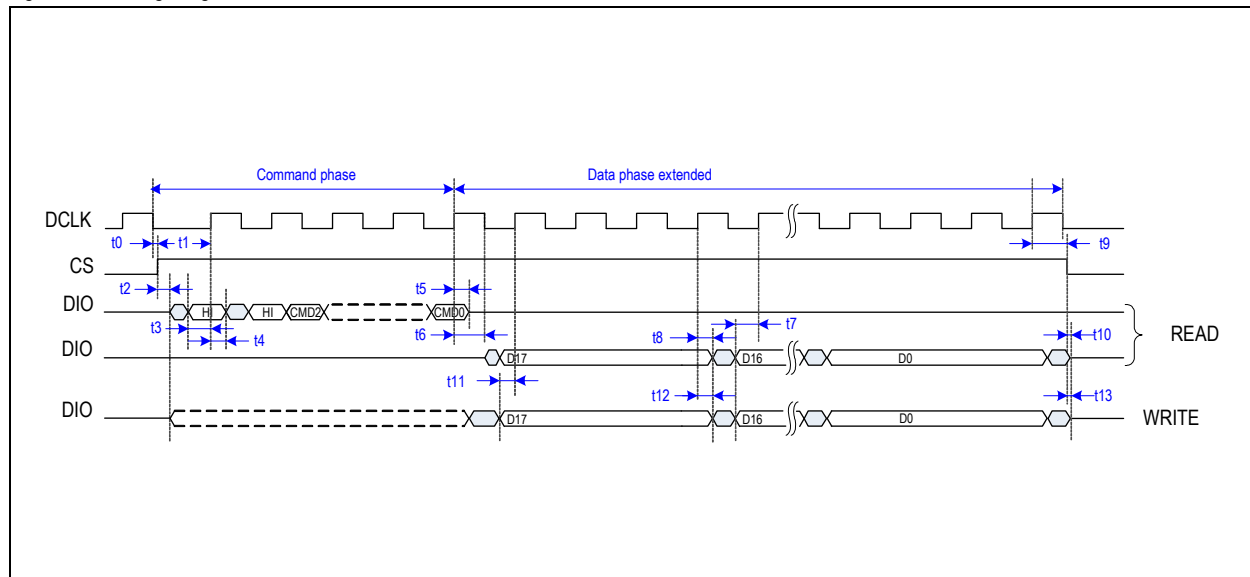 Command phase
Data phase extended
DCLK
t0
t1
t9
CS
t2
t5
DIO
HI
HI
CMD2
CMD0
t3
t4
t6
t8
t7
t10
READ
DIO
D17
D16
D0
t11
t12
t13
DIO
D17
D16
D0
WRITE